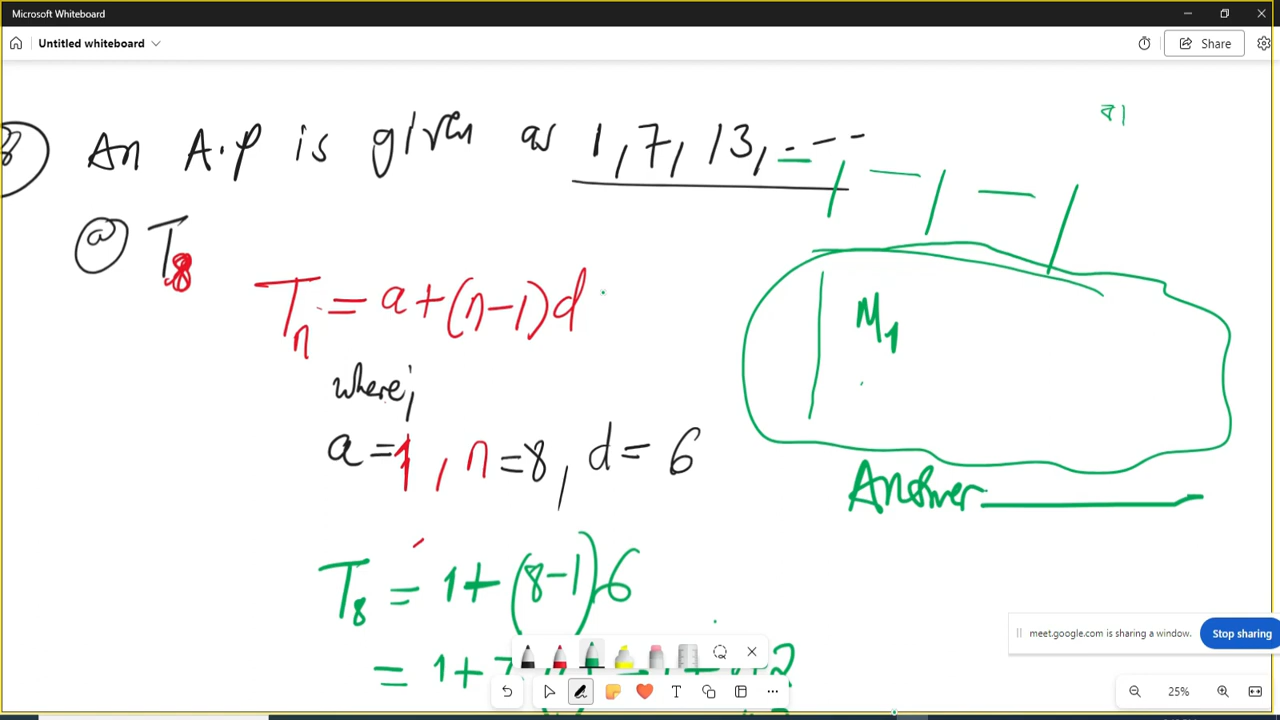 Microsoft Whiteboard
Untitled whiteboard
Share
8 An A.P is given as 1, 7, 13, . - - -
81
(a) T8
Tn = a + (n-1)d
M1
where;
a = 1, n = 8, d = 6
Answer
T8 = 1 + (8-1)6
meet.google.com is sharing a window.
Stop sharing
= 1 +
25%